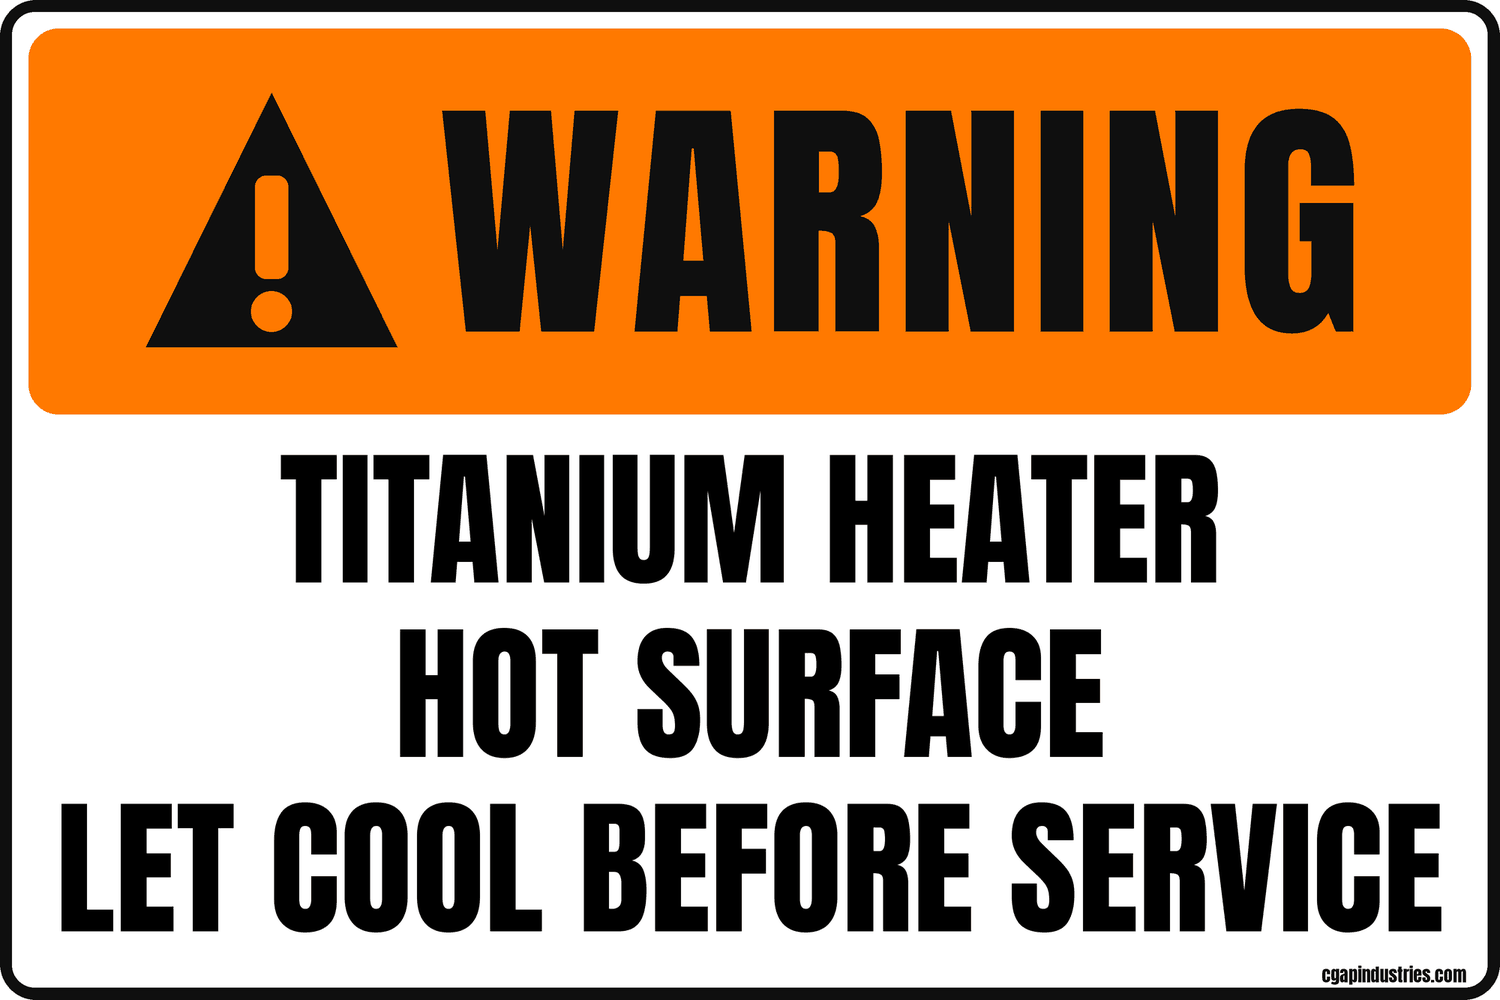 WARNING
TITANIUM HEATER
HOT SURFACE
LET COOL BEFORE SERVICE
cgapindustries.com